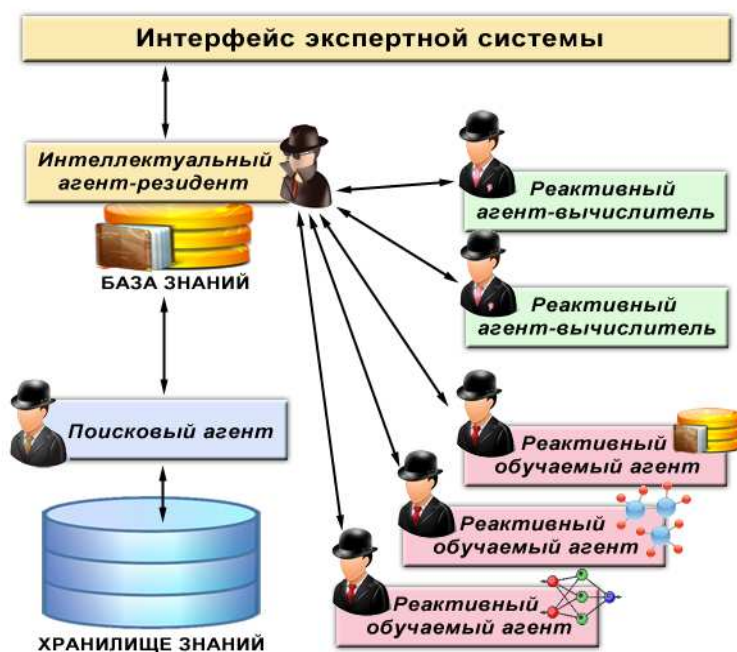 Интерфейс экспертной системы
Интеллектуальный
агент-резидент
БАЗА ЗНАНИЙ
Реактивный
агент-вычислитель
Реактивный
агент-вычислитель
Поисковый агент
Реактивный
обучаемый агент
Реактивный
обучаемый агент
Реактивный
обучаемый агент
ХРАНИЛИЩЕ ЗНАНИЙ